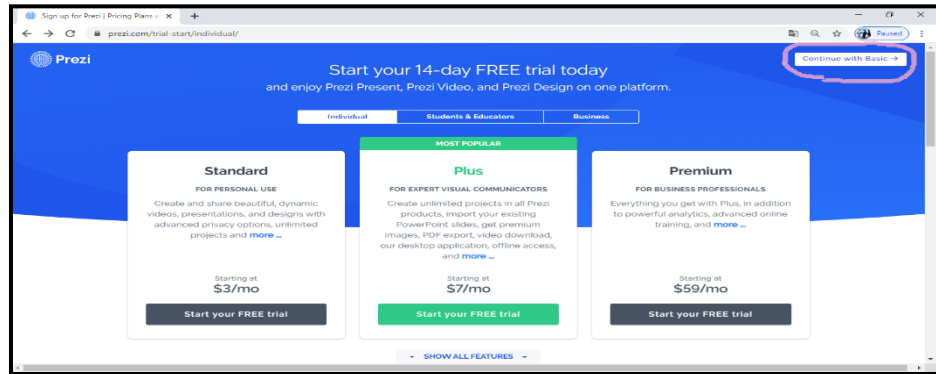 Sign up for Prezi | Pricing Plans
prezi.com/trial-start/individual/
Paused
Prezi
Continue with Basic →
Start your 14-day FREE trial today
and enjoy Prezi Present, Prezi Video, and Prezi Design on one platform.
Individual
Students & Educators
Business
Standard
FOR PERSONAL USE
Create and share beautiful, dynamic
videos, presentations, and designs with
advanced privacy options, unlimited
projects and more ...
Starting at
$3/mo
Start your FREE trial
MOST POPULAR
Plus
FOR EXPERT VISUAL COMMUNICATORS
Create unlimited projects in all Prezi
products, import your existing
PowerPoint slides, get premium
images, PDF export, video download,
our desktop application, offline access,
and more ...
Starting at
$7/mo
Start your FREE trial
Premium
FOR BUSINESS PROFESSIONALS
Everything you get with Plus, in addition
to powerful analytics, advanced online
training, and more ...
Starting at
$59/mo
Start your FREE trial
SHOW ALL FEATURES